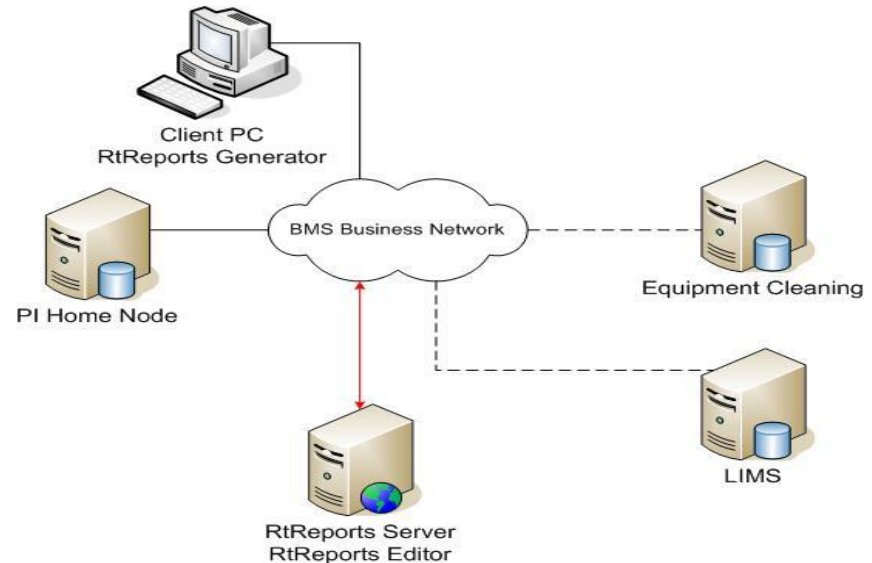 Client PC
RtReports Generator
BMS Business Network
PI Home Node
Equipment Cleaning
LIMS
RtReports Server
RtReports Editor